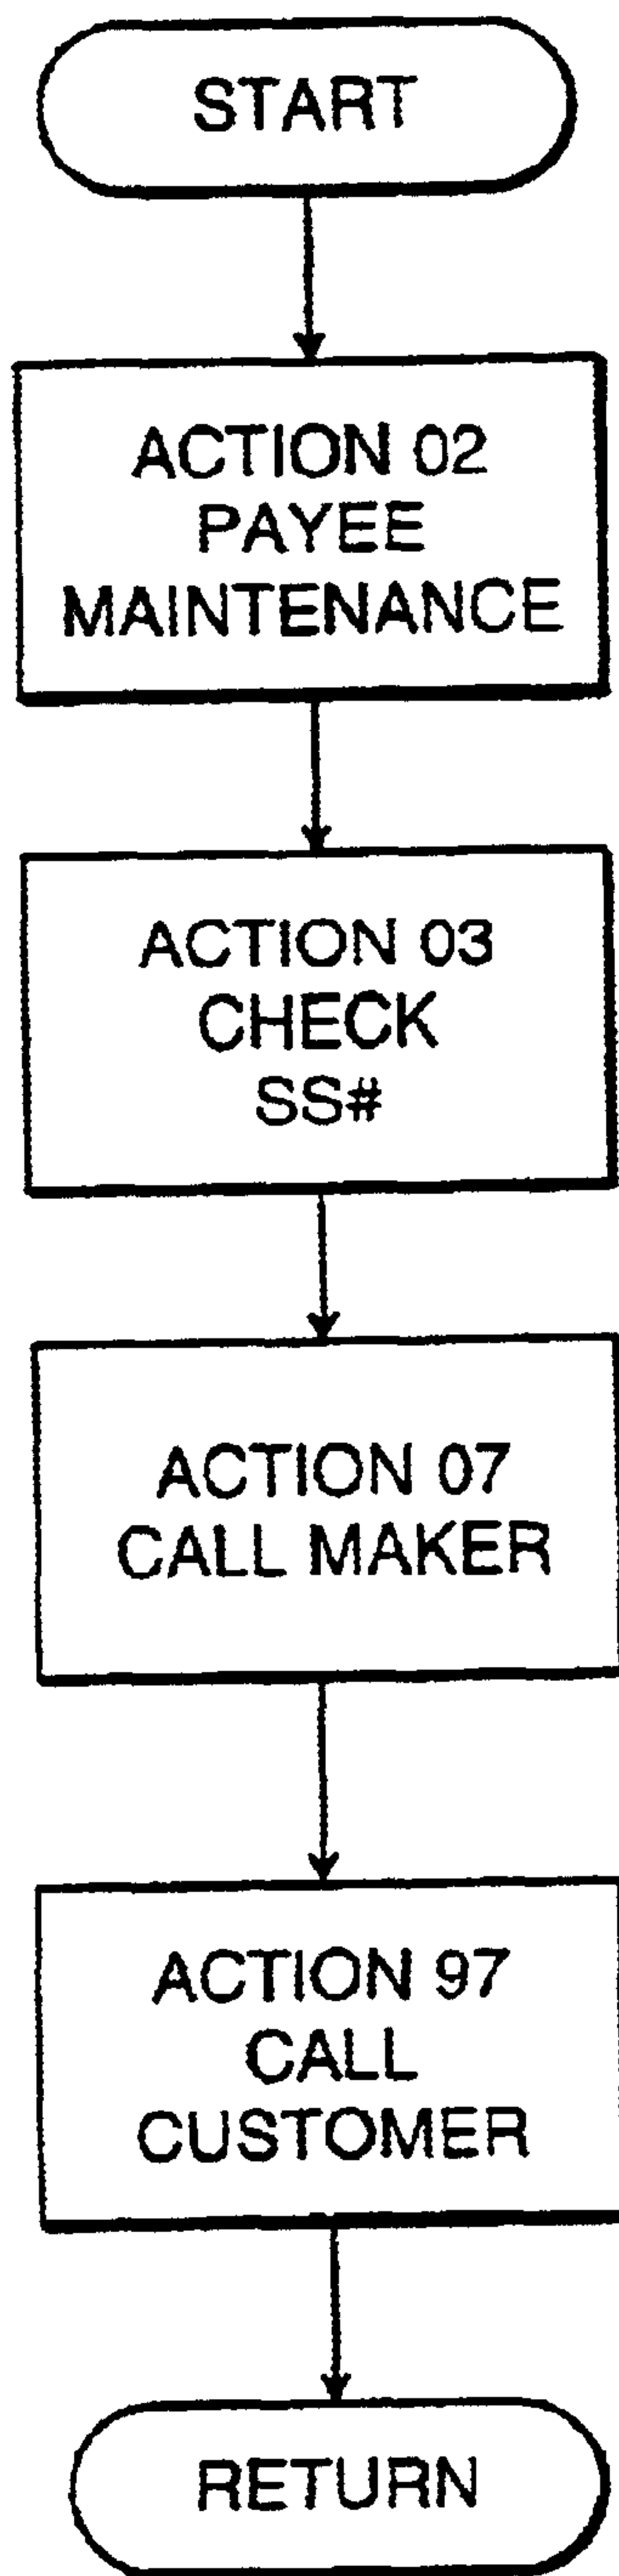 START
ACTION 02
PAYEE
MAINTENANCE
ACTION 03
CHECK
SS#
ACTION 07
CALL MAKER
ACTION 97
CALL
CUSTOMER
RETURN